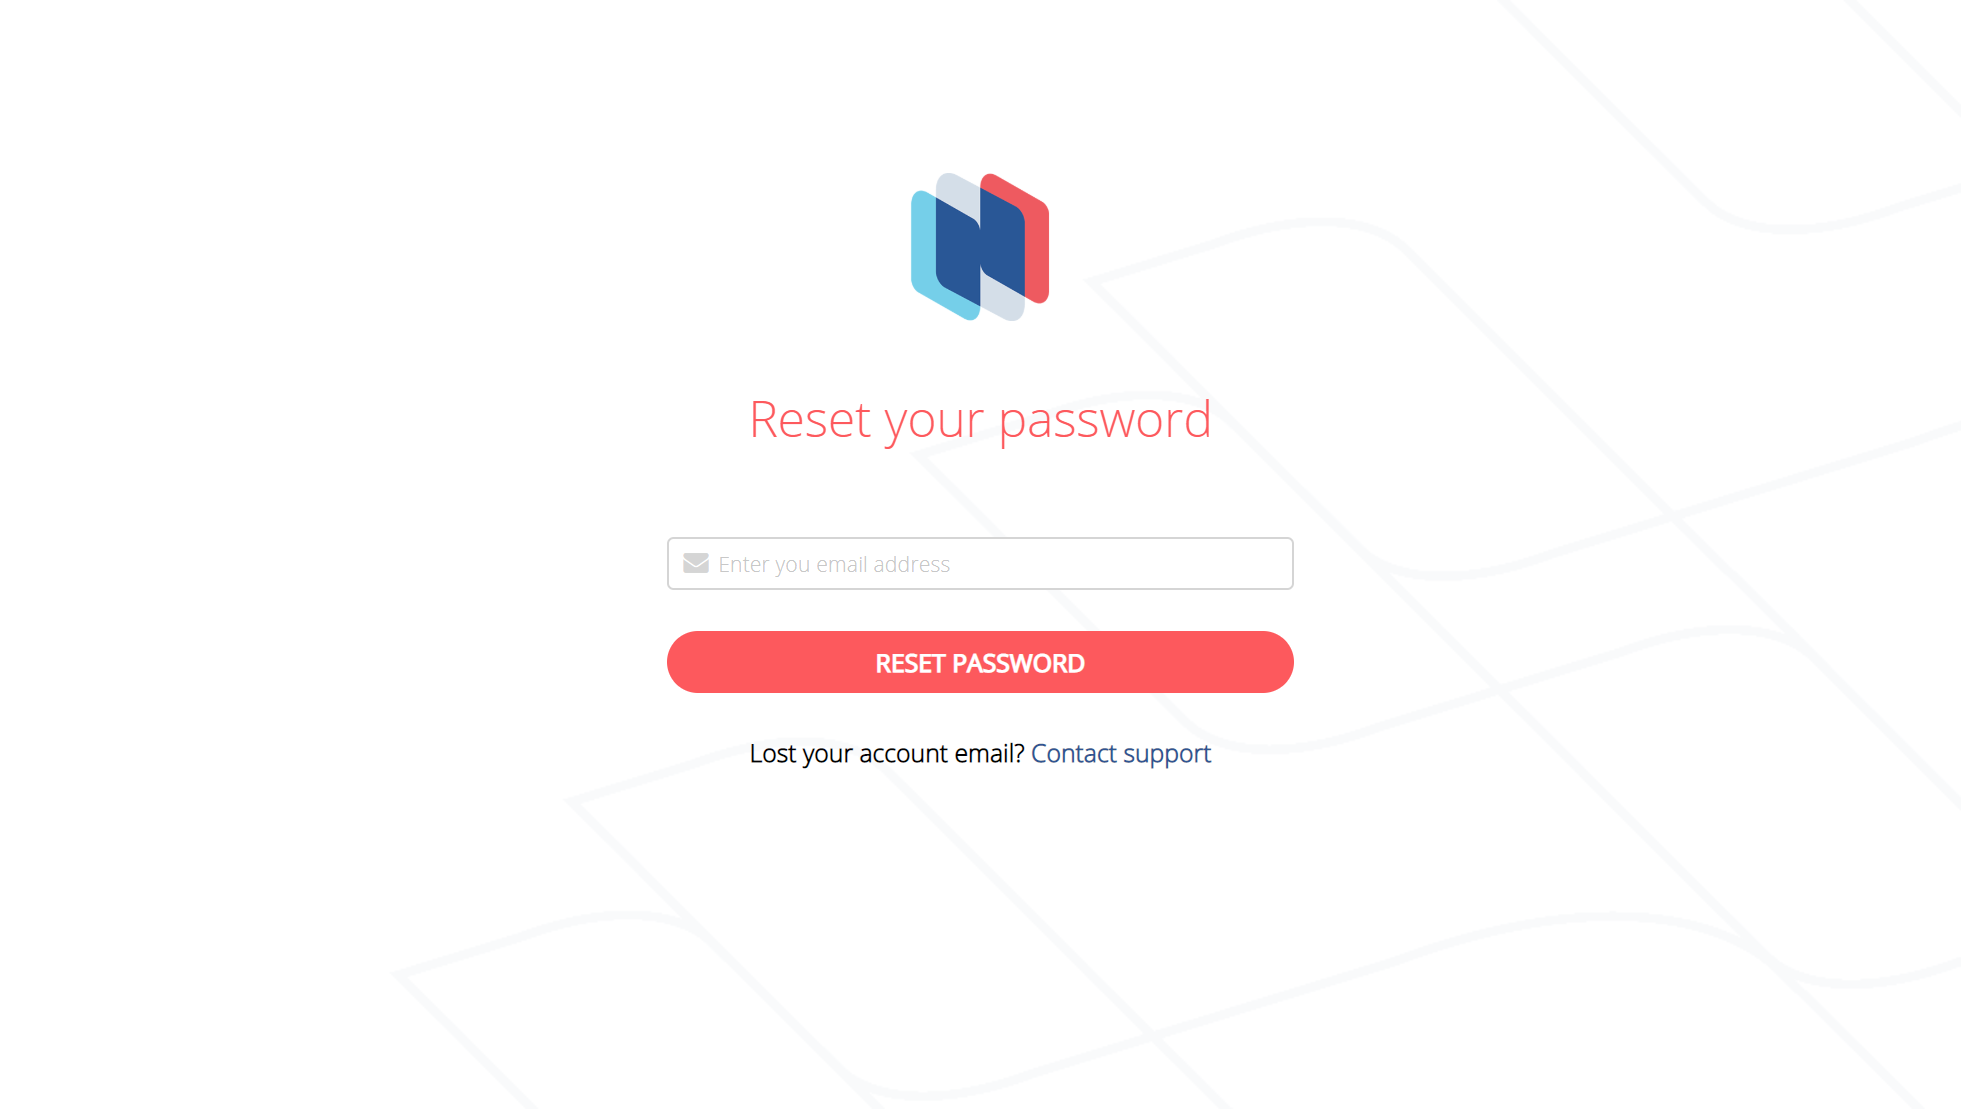 Reset your password
Enter you email address
RESET PASSWORD
Lost your account email? Contact support